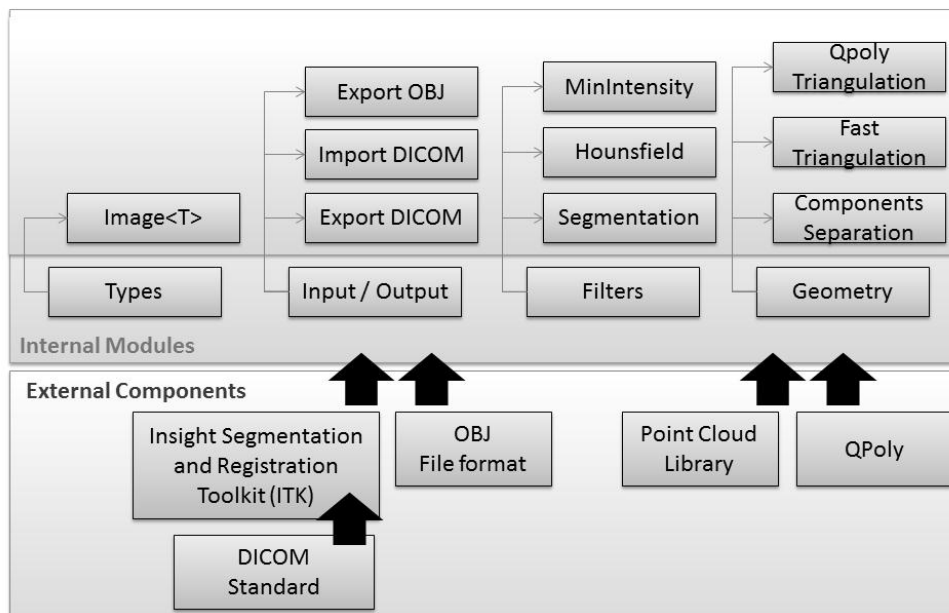 Qpoly
Triangulation
Export OBJ
MinIntensity
Import DICOM
Hounsfield
Fast
Triangulation
Image<T>
Export DICOM
Segmentation
Components
Separation
Types
Input / Output
Filters
Geometry
Internal Modules
External Components
Insight Segmentation
and Registration
Toolkit (ITK)
OBJ
File format
Point Cloud
Library
QPoly
DICOM
Standard